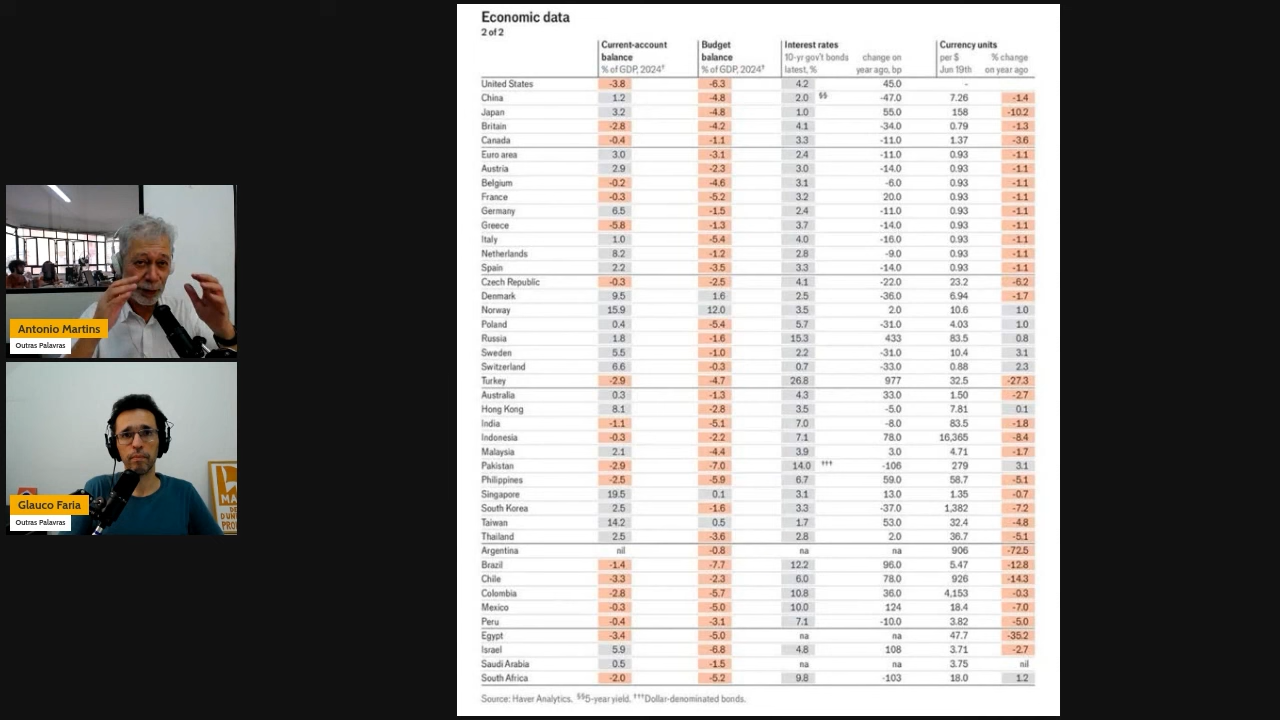 Economic data
2 of 2
Current-account balance % of GDP, 2024† Budget balance % of GDP, 2024† Interest rates 10-yr gov't bonds latest, % change on year ago, bp Currency units per $ Jun 19th % change on year ago
United States -3.8 -6.3 4.2 45.0 -
China 1.2 -4.8 2.0 §§ -47.0 7.26 -1.4
Japan 3.2 -4.8 1.0 55.0 158 -10.2
Britain -2.8 -4.2 4.1 -34.0 0.79 -1.3
Canada -0.4 -1.1 3.3 -11.0 1.37 -3.6
Euro area 3.0 -3.1 2.4 -11.0 0.93 -1.1
Austria 2.9 -2.3 3.0 -14.0 0.93 -1.1
Belgium -0.2 -4.6 3.1 -6.0 0.93 -1.1
France -0.3 -5.2 3.2 20.0 0.93 -1.1
Germany 6.5 -1.5 2.4 -11.0 0.93 -1.1
Greece -5.8 -1.3 3.7 -14.0 0.93 -1.1
Italy 1.0 -5.4 4.0 -16.0 0.93 -1.1
Netherlands 8.2 -1.2 2.8 -9.0 0.93 -1.1
Spain 2.2 -3.5 3.3 -14.0 0.93 -1.1
Czech Republic -0.3 -2.5 4.1 -22.0 23.2 -6.2
Denmark 9.5 1.6 2.5 -36.0 6.94 -1.7
Norway 15.9 12.0 3.5 2.0 10.6 1.0
Poland 0.4 -5.4 5.7 -31.0 4.03 1.0
Russia 1.8 -1.6 15.3 433 83.5 0.8
Sweden 5.5 -1.0 2.2 -31.0 10.4 3.1
Switzerland 6.6 -0.3 0.7 -33.0 0.88 2.3
Turkey -2.9 -4.7 26.8 977 32.5 -27.3
Australia 0.3 -1.3 4.3 33.0 1.50 -2.7
Hong Kong 8.1 -2.8 3.5 -5.0 7.81 0.1
India -1.1 -5.1 7.0 -8.0 83.5 -1.8
Indonesia -0.3 -2.2 7.1 78.0 16,365 -8.4
Malaysia 2.1 -4.4 3.9 3.0 4.71 -1.7
Pakistan -2.9 -7.0 14.0 ††† -106 279 3.1
Philippines -2.5 -5.9 6.7 59.0 58.7 -5.1
Singapore 19.5 0.1 3.1 13.0 1.35 -0.7
South Korea 2.5 -1.6 3.3 -37.0 1,382 -7.2
Taiwan 14.2 0.5 1.7 53.0 32.4 -4.8
Thailand 2.5 -3.6 2.8 2.0 36.7 -5.1
Argentina nil -0.8 na na 906 -72.5
Brazil -1.4 -7.7 12.2 96.0 5.47 -12.8
Chile -3.3 -2.3 6.0 78.0 926 -14.3
Colombia -2.8 -5.7 10.8 36.0 4,153 -0.3
Mexico -0.3 -5.0 10.0 124 18.4 -7.0
Peru -0.4 -3.1 7.1 -10.0 3.82 -5.0
Egypt -3.4 -5.0 na na 47.7 -35.2
Israel 5.9 -6.8 4.8 108 3.71 -2.7
Saudi Arabia 0.5 -1.5 na na 3.75 nil
South Africa -2.0 -5.2 9.8 -103 18.0 1.2
Source: Haver Analytics. §§5-year yield. †††Dollar-denominated bonds.
Antonio Martins
Outras Palavras
Glauco Faria
Outras Palavras